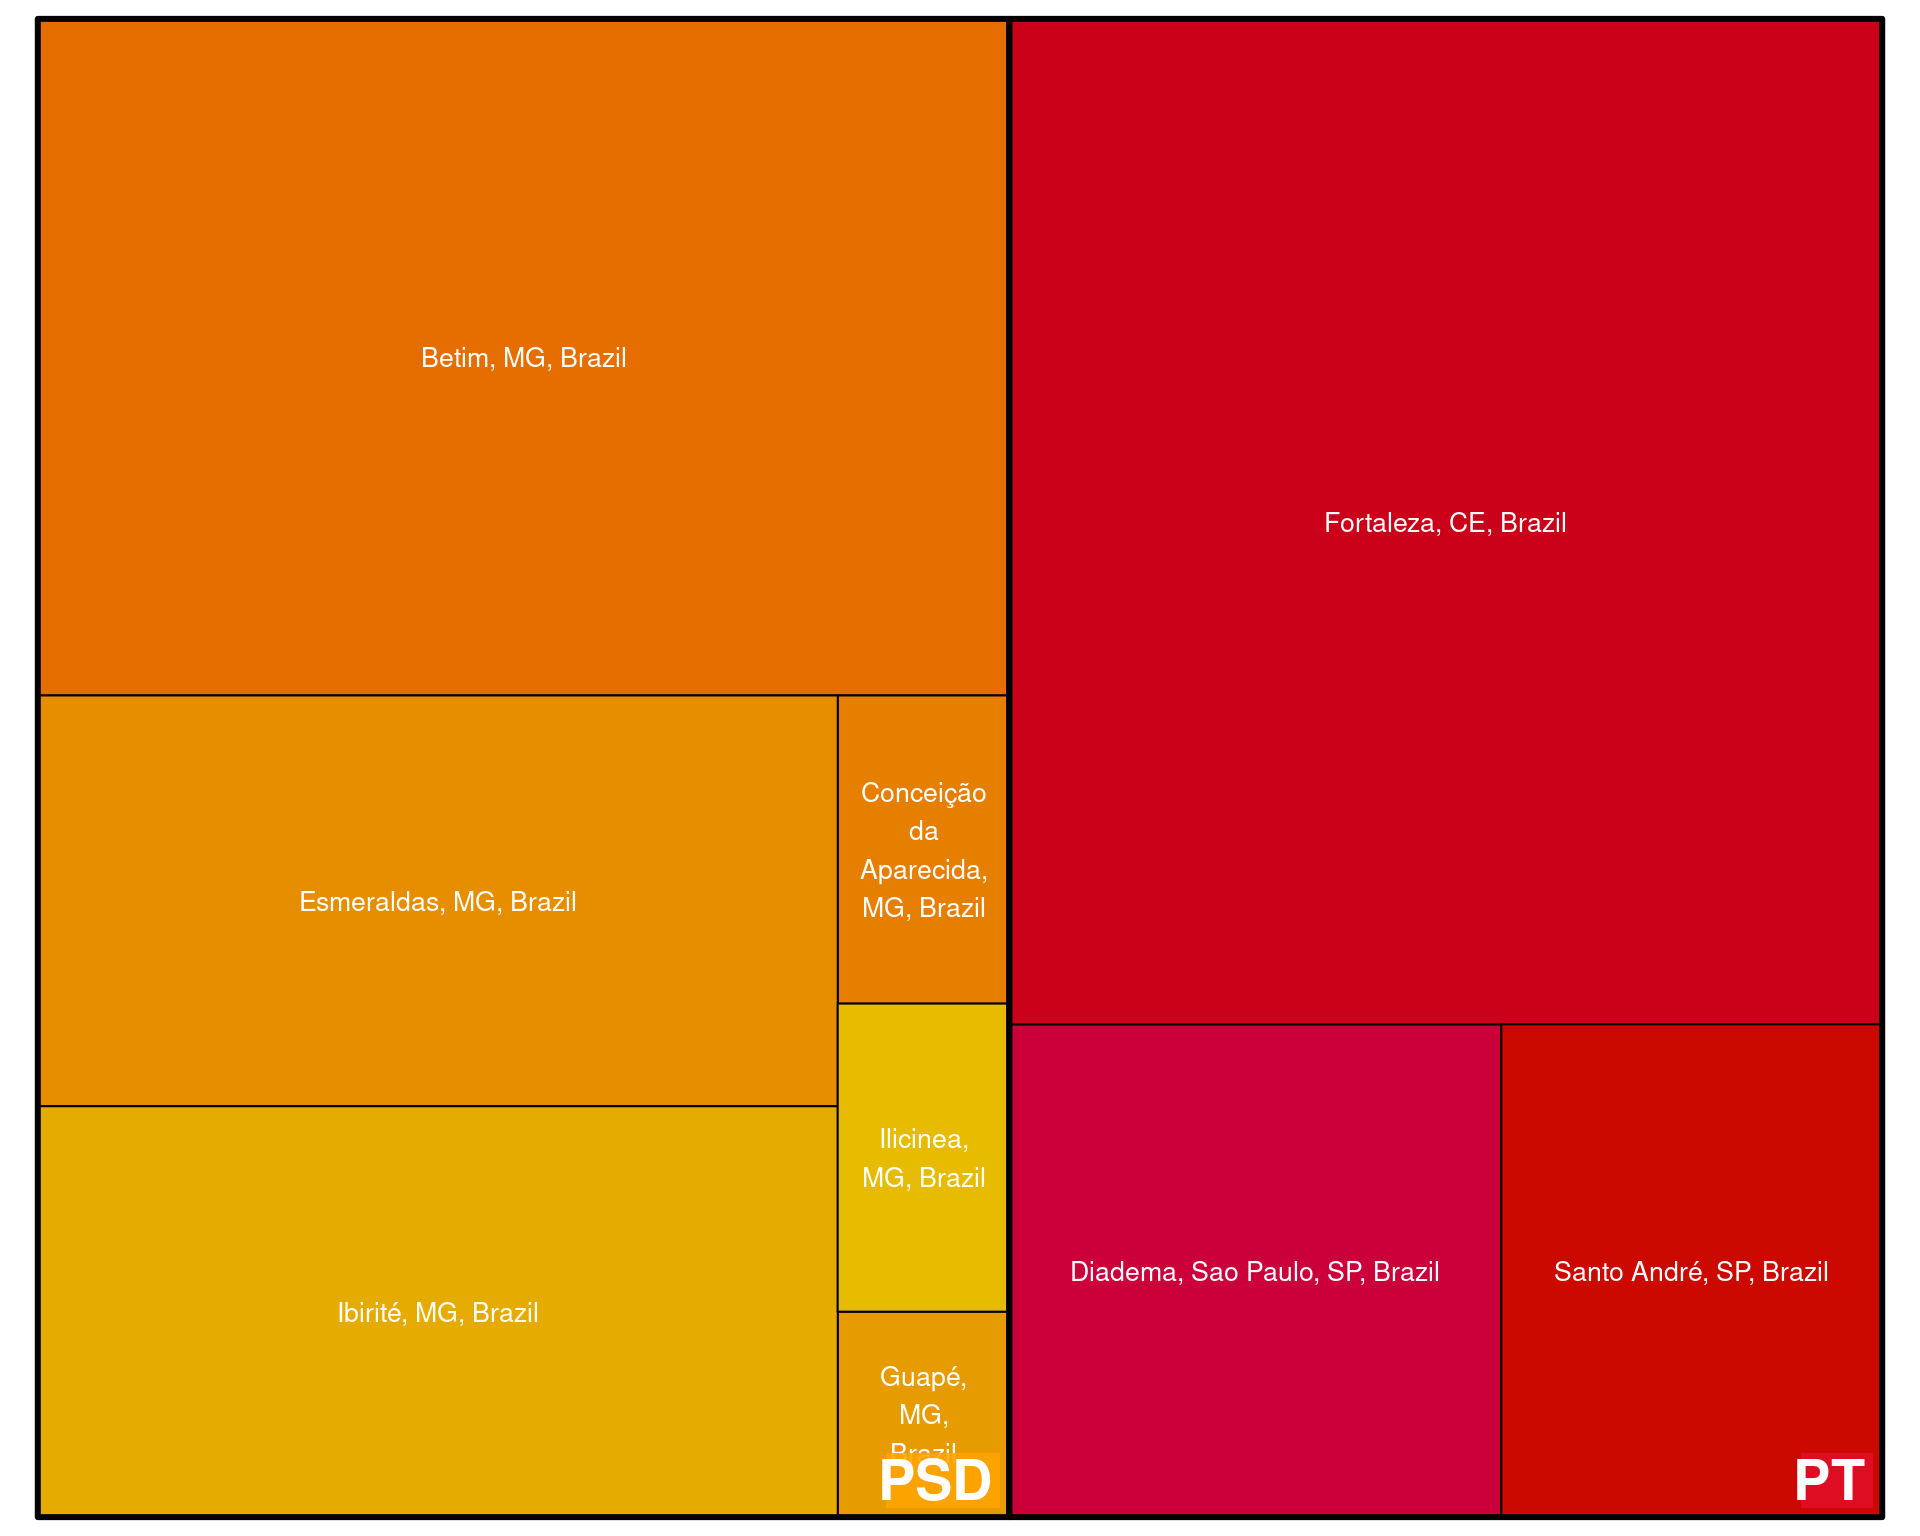 Betim, MG, Brazil
Esmeraldas, MG, Brazil
Conceição
da
Aparecida,
MG, Brazil
Ilicinea,
MG, Brazil
Ibirité, MG, Brazil
Guapé,
MG,
Brazil
PSD
Fortaleza, CE, Brazil
Diadema, Sao Paulo, SP, Brazil
Santo André, SP, Brazil
PT